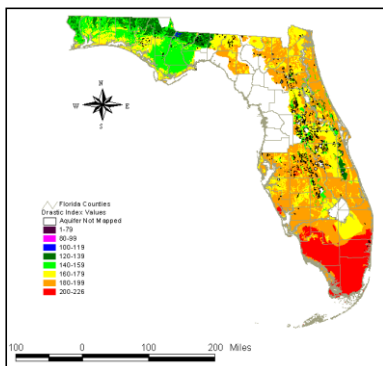 N
W E
S
Florida Counties
Drastic Index Values
Aquifer Not Mapped
1-79
80-99
100-119
120-139
140-159
160-179
180-199
200-226
100 0 100 200 Miles